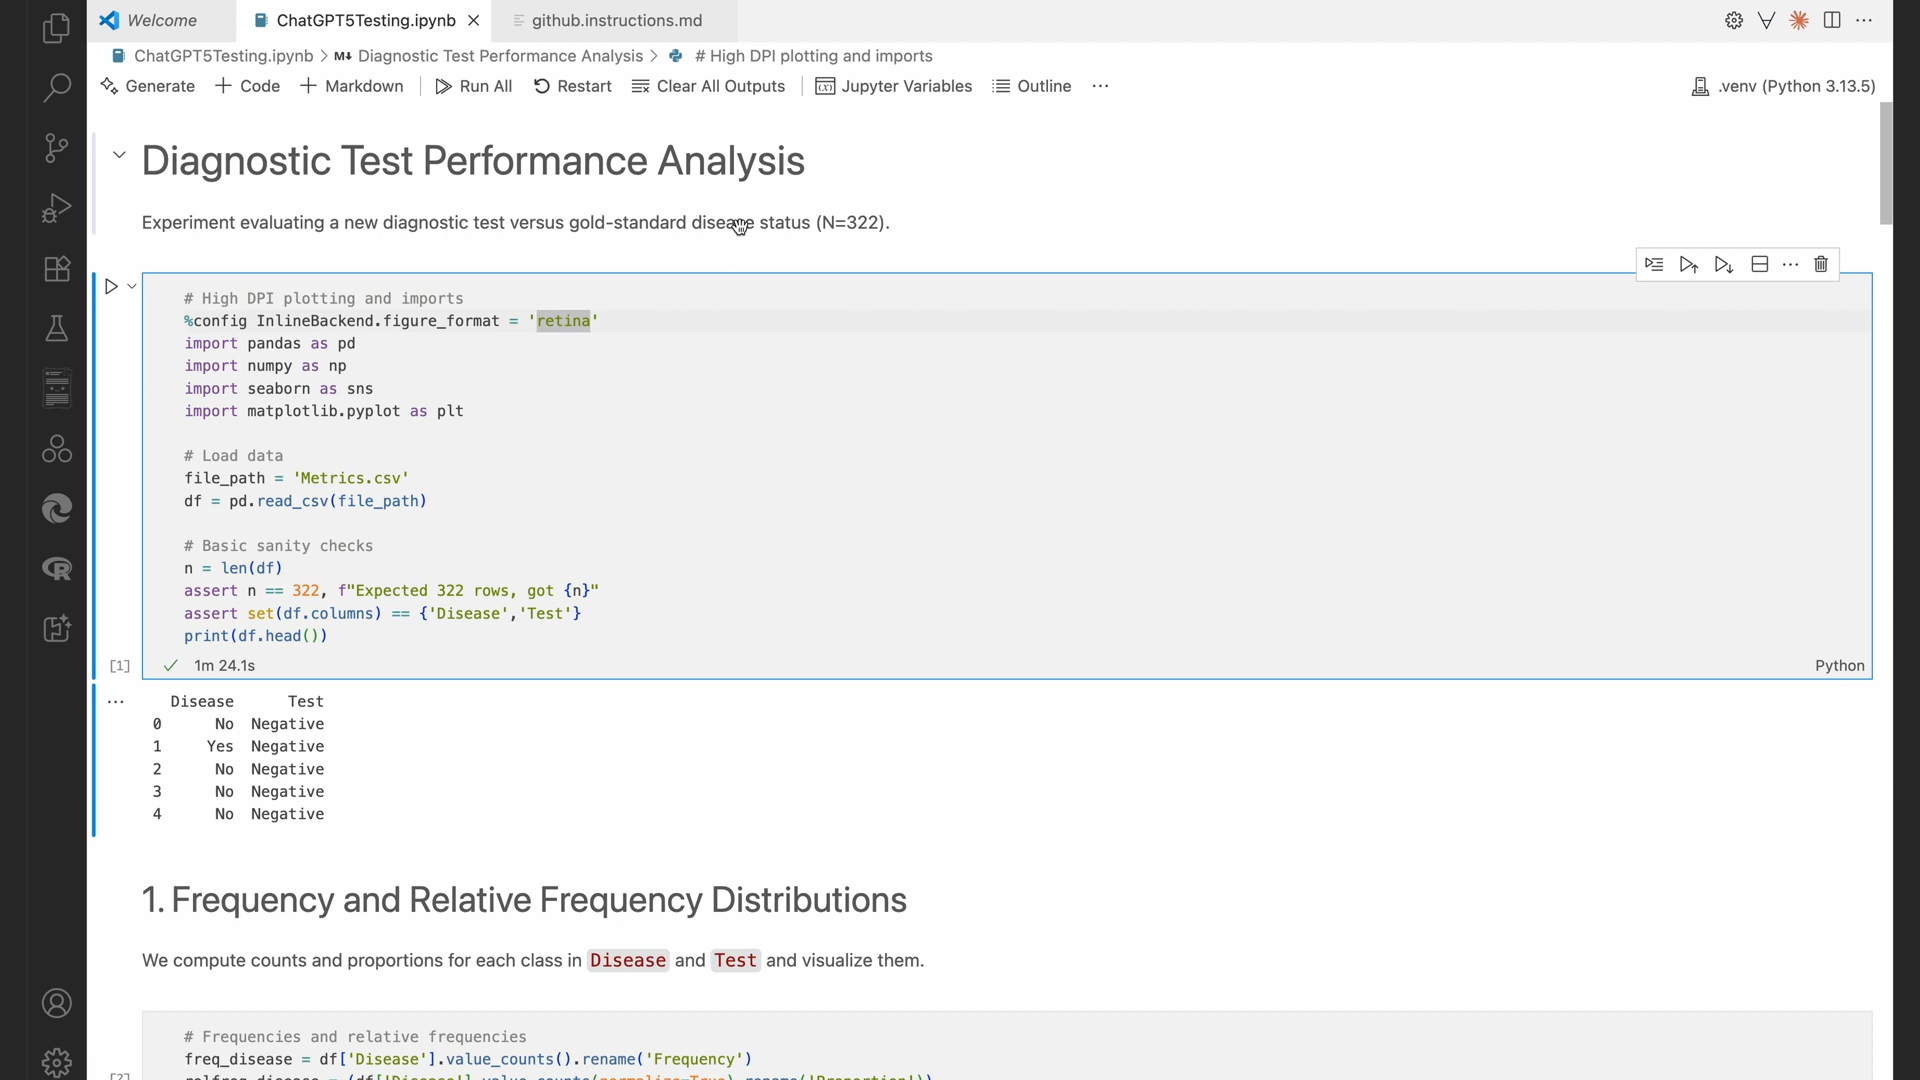 Welcome
ChatGPT5Testing.ipynb
github.instructions.md
ChatGPT5Testing.ipynb > M↓ Diagnostic Test Performance Analysis > # High DPI plotting and imports
Generate + Code + Markdown Run All Restart Clear All Outputs Jupyter Variables Outline ... .venv (Python 3.13.5)
Diagnostic Test Performance Analysis
Experiment evaluating a new diagnostic test versus gold-standard disease status (N=322).
# High DPI plotting and imports
%config InlineBackend.figure_format = 'retina'
import pandas as pd
import numpy as np
import seaborn as sns
import matplotlib.pyplot as plt
# Load data
file_path = 'Metrics.csv'
df = pd.read_csv(file_path)
# Basic sanity checks
n = len(df)
assert n == 322, f"Expected 322 rows, got {n}"
assert set(df.columns) == {'Disease','Test'}
print(df.head())
[1] ✓ 1m 24.1s Python
Disease Test
0 No Negative
1 Yes Negative
2 No Negative
3 No Negative
4 No Negative
1. Frequency and Relative Frequency Distributions
We compute counts and proportions for each class in Disease and Test and visualize them.
# Frequencies and relative frequencies
freq_disease = df['Disease'].value_counts().rename('Frequency')